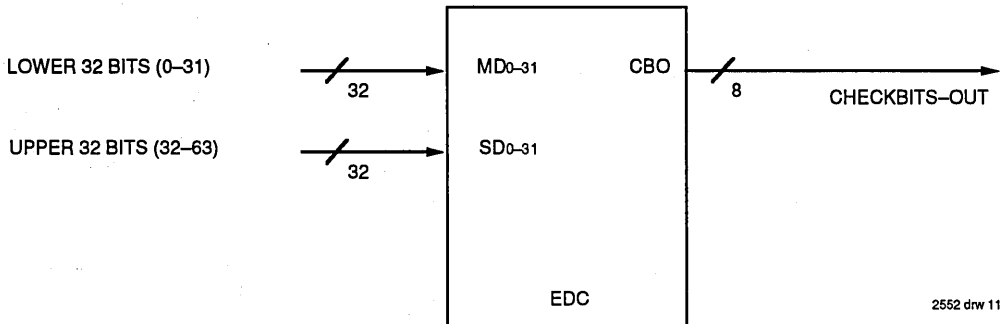 LOWER 32 BITS (0–31)
32
MD0–31
CBO
8
CHECKBITS–OUT
UPPER 32 BITS (32–63)
32
SD0–31
EDC
2552 drw 11